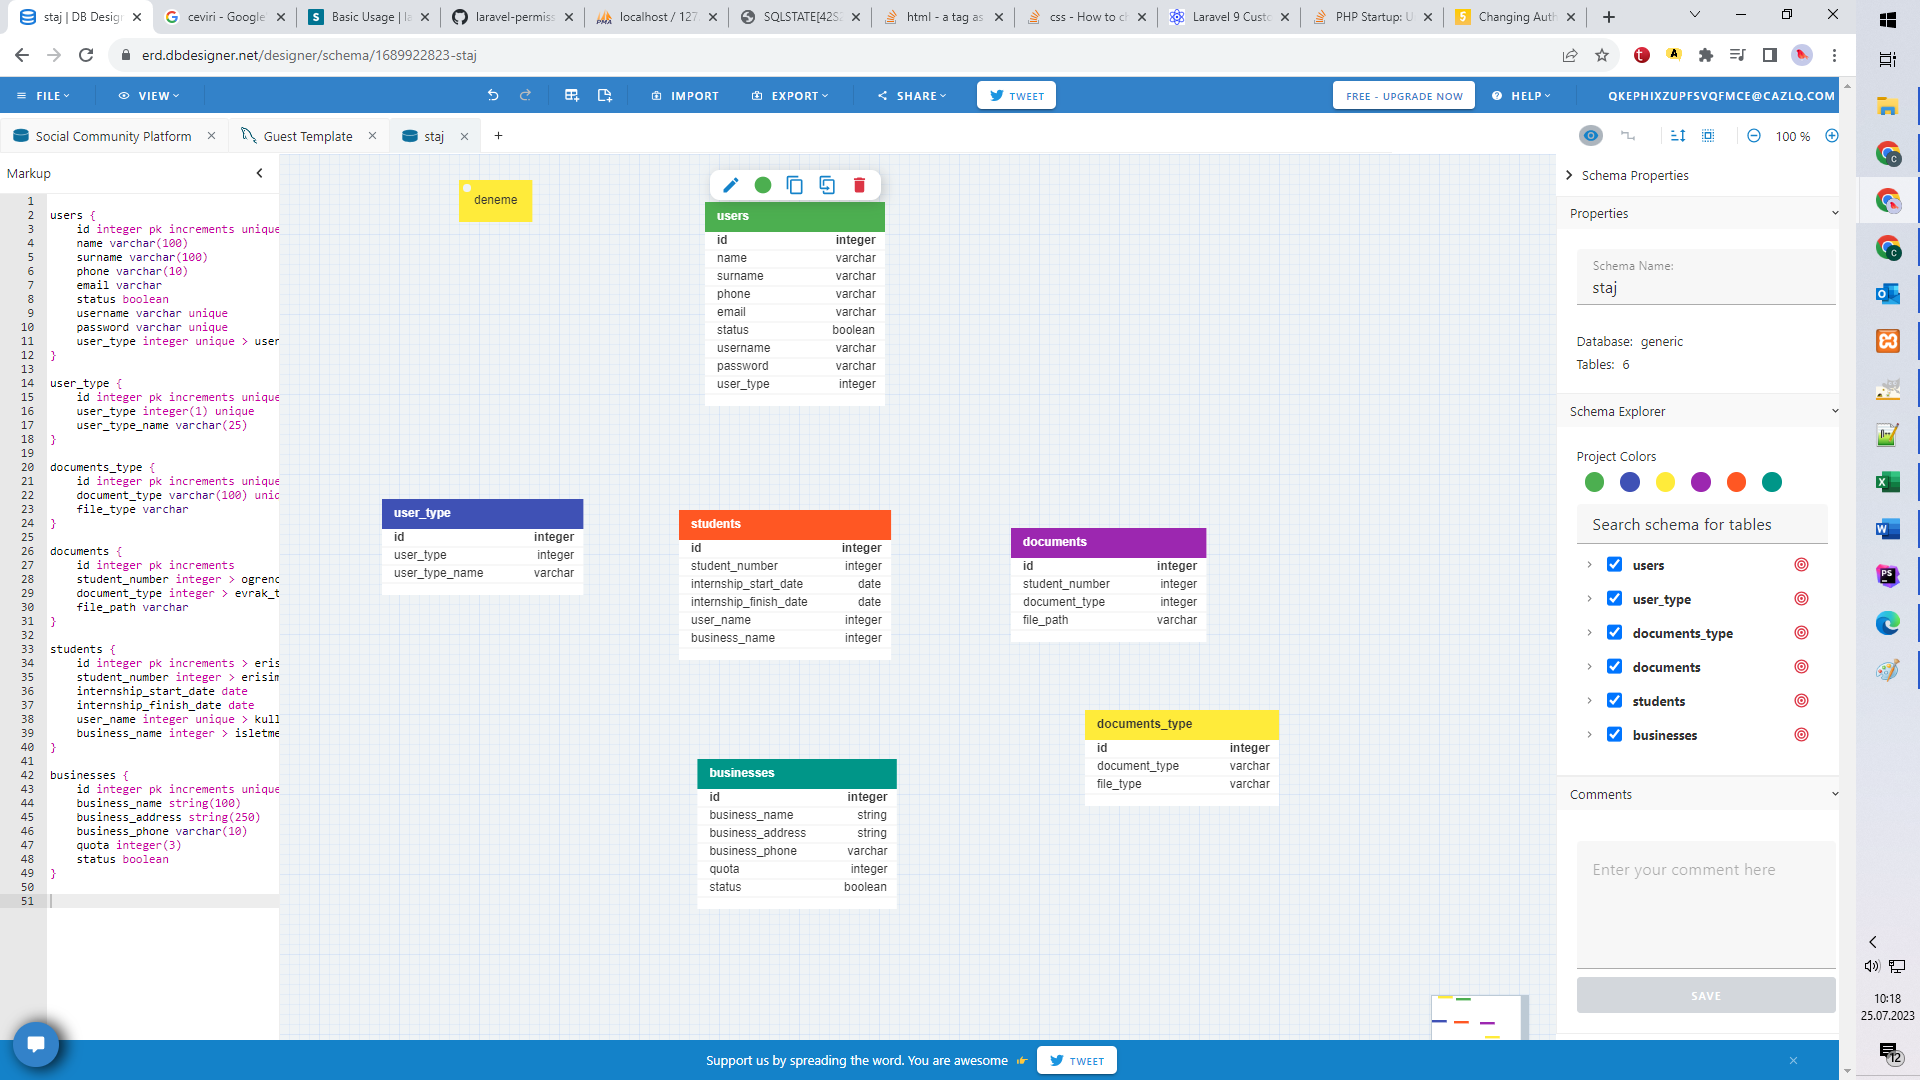 staj | DB Design
ceviri - Google
Basic Usage | la
laravel-permiss
localhost / 127
SQLSTATE[42S
html - a tag as
css - How to ch
Laravel 9 Custo
PHP Startup: U
Changing Auth
erd.dbdesigner.net/designer/schema/1689922823-staj
FILE
VIEW
IMPORT
EXPORT
SHARE
TWEET
FREE - UPGRADE NOW
HELP
QKEPHIXZUPFSVQFMCE@CAZLQ.COM
Social Community Platform
Guest Template
staj
100 %
Markup
1
2 users {
3 id integer pk increments unique
4 name varchar(100)
5 surname varchar(100)
6 phone varchar(10)
7 email varchar
8 status boolean
9 username varchar unique
10 password varchar unique
11 user_type integer unique > user
12 }
13
14 user_type {
15 id integer pk increments unique
16 user_type integer(1) unique
17 user_type_name varchar(25)
18 }
19
20 documents_type {
21 id integer pk increments unique
22 document_type varchar(100) uniq
23 file_type varchar
24 }
25
26 documents {
27 id integer pk increments
28 student_number integer > ogrenc
29 document_type integer > evrak_t
30 file_path varchar
31 }
32
33 students {
34 id integer pk increments > eris
35 student_number integer > erisim
36 internship_start_date date
37 internship_finish_date date
38 user_name integer unique > kull
39 business_name integer > isletme
40 }
41
42 businesses {
43 id integer pk increments unique
44 business_name string(100)
45 business_address string(250)
46 business_phone varchar(10)
47 quota integer(3)
48 status boolean
49 }
50
51
deneme
users
id integer
name varchar
surname varchar
phone varchar
email varchar
status boolean
username varchar
password varchar
user_type integer
user_type
id integer
user_type integer
user_type_name varchar
students
id integer
student_number integer
internship_start_date date
internship_finish_date date
user_name integer
business_name integer
documents
id integer
student_number integer
document_type integer
file_path varchar
documents_type
id integer
document_type varchar
file_type varchar
businesses
id integer
business_name string
business_address string
business_phone varchar
quota integer
status boolean
Schema Properties
Properties
Schema Name:
staj
Database: generic
Tables: 6
Schema Explorer
Project Colors
Search schema for tables
users
user_type
documents_type
documents
students
businesses
Comments
Enter your comment here
SAVE
Support us by spreading the word. You are awesome
TWEET
10:18
25.07.2023
12